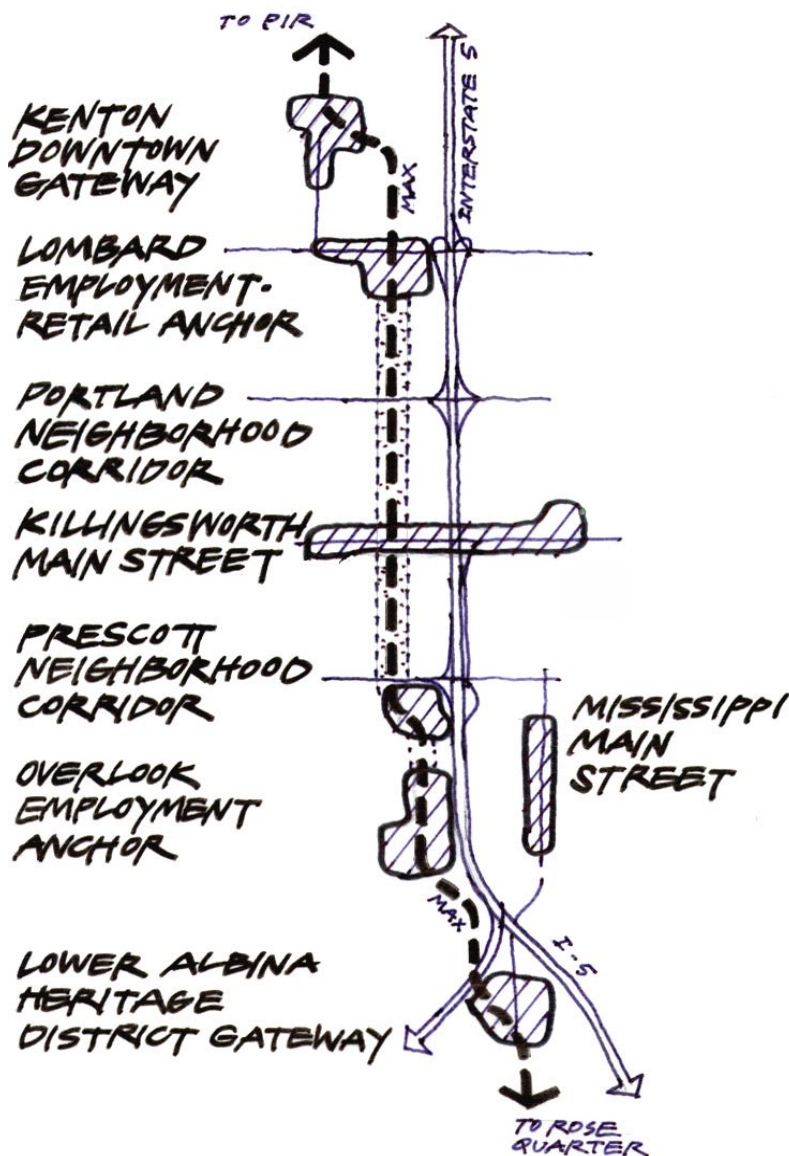 TO PIR
INTERSTATE 5
KENTON
DOWNTOWN
GATEWAY
MAX
LOMBARD
EMPLOYMENT-
RETAIL ANCHOR
PORTLAND
NEIGHBORHOOD
CORRIDOR
KILLINGSWORTH
MAIN STREET
PRESCOTT
NEIGHBORHOOD
CORRIDOR
MISSISSIPPI
MAIN
STREET
OVERLOOK
EMPLOYMENT
ANCHOR
MAX
I-5
LOWER ALBINA
HERITAGE
DISTRICT GATEWAY
TO ROSE
QUARTER